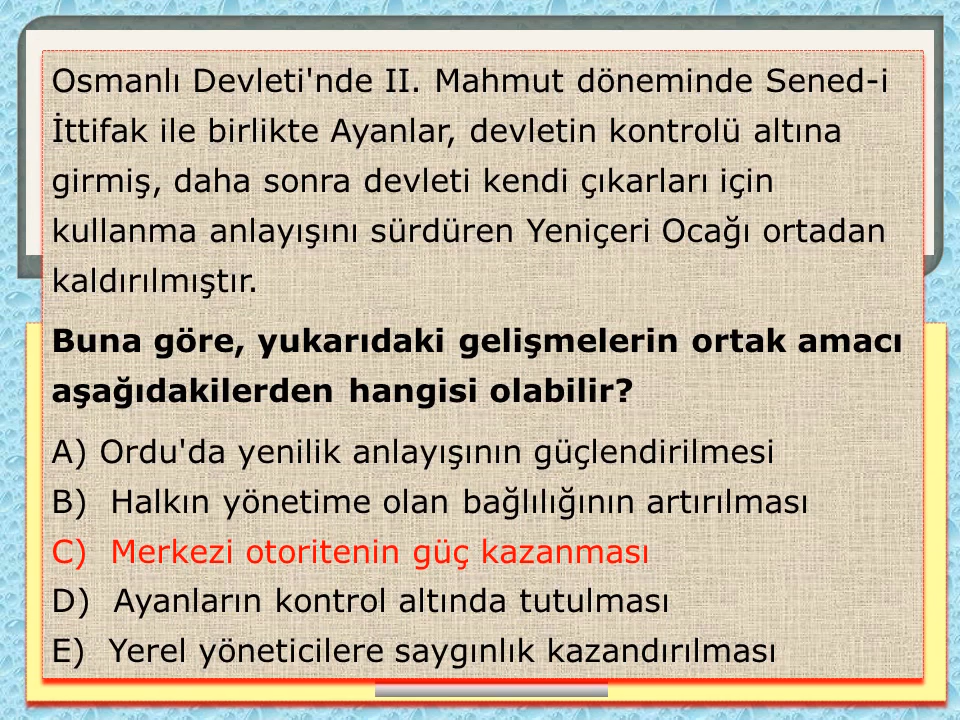 Osmanlı Devleti'nde II. Mahmut döneminde Sened-i
İttifak ile birlikte Ayanlar, devletin kontrolü altına
girmiş, daha sonra devleti kendi çıkarları için
kullanma anlayışını sürdüren Yeniçeri Ocağı ortadan
kaldırılmıştır.
Buna göre, yukarıdaki gelişmelerin ortak amacı
aşağıdakilerden hangisi olabilir?
A) Ordu'da yenilik anlayışının güçlendirilmesi
B) Halkın yönetime olan bağlılığının artırılması
C) Merkezi otoritenin güç kazanması
D) Ayanların kontrol altında tutulması
E) Yerel yöneticilere saygınlık kazandırılması